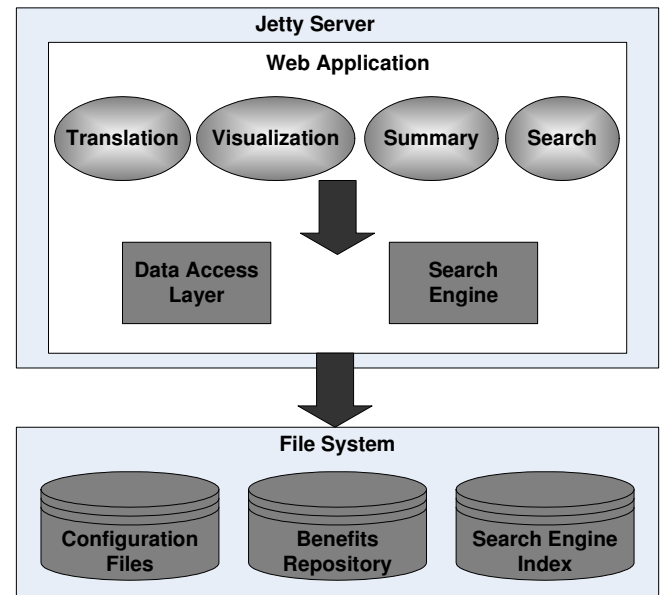 Jetty Server
Web Application
Translation
Visualization
Summary
Search
Data Access
Layer
Search
Engine
File System
Configuration
Files
Benefits
Repository
Search Engine
Index